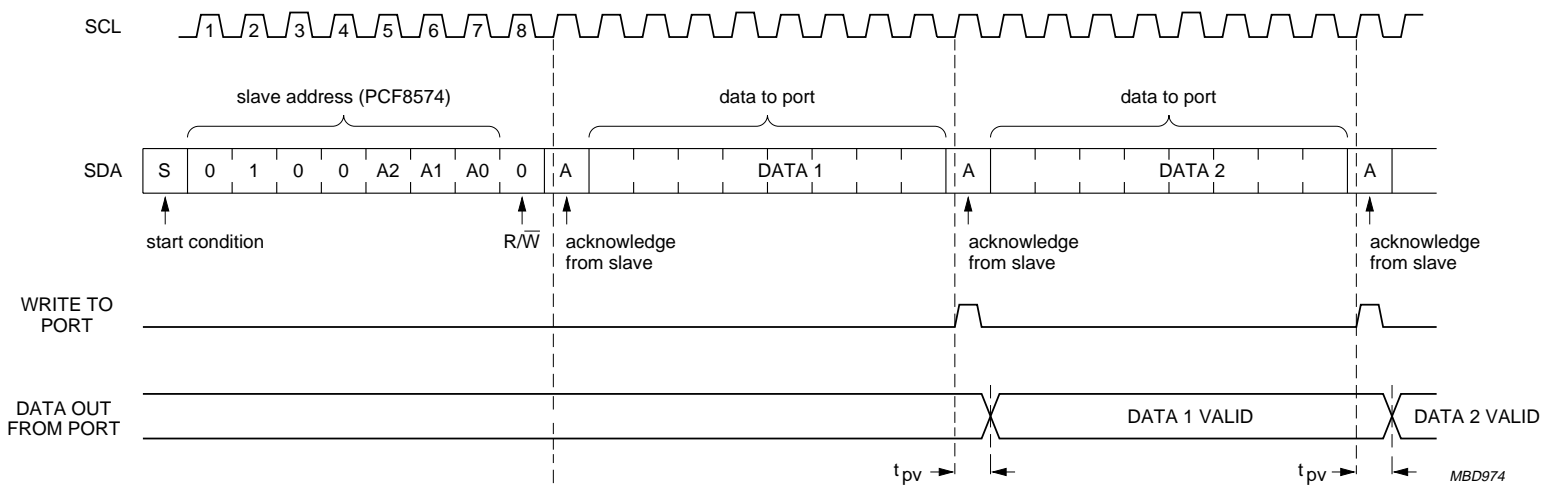 SCL 1 2 3 4 5 6 7 8
slave address (PCF8574) data to port data to port
SDA S 0 1 0 0 A2 A1 A0 0 A DATA 1 A DATA 2 A
start condition R/W̅ acknowledge acknowledge acknowledge
from slave from slave from slave
WRITE TO
PORT
DATA OUT
FROM PORT
DATA 1 VALID DATA 2 VALID
tpv tpv MBD974